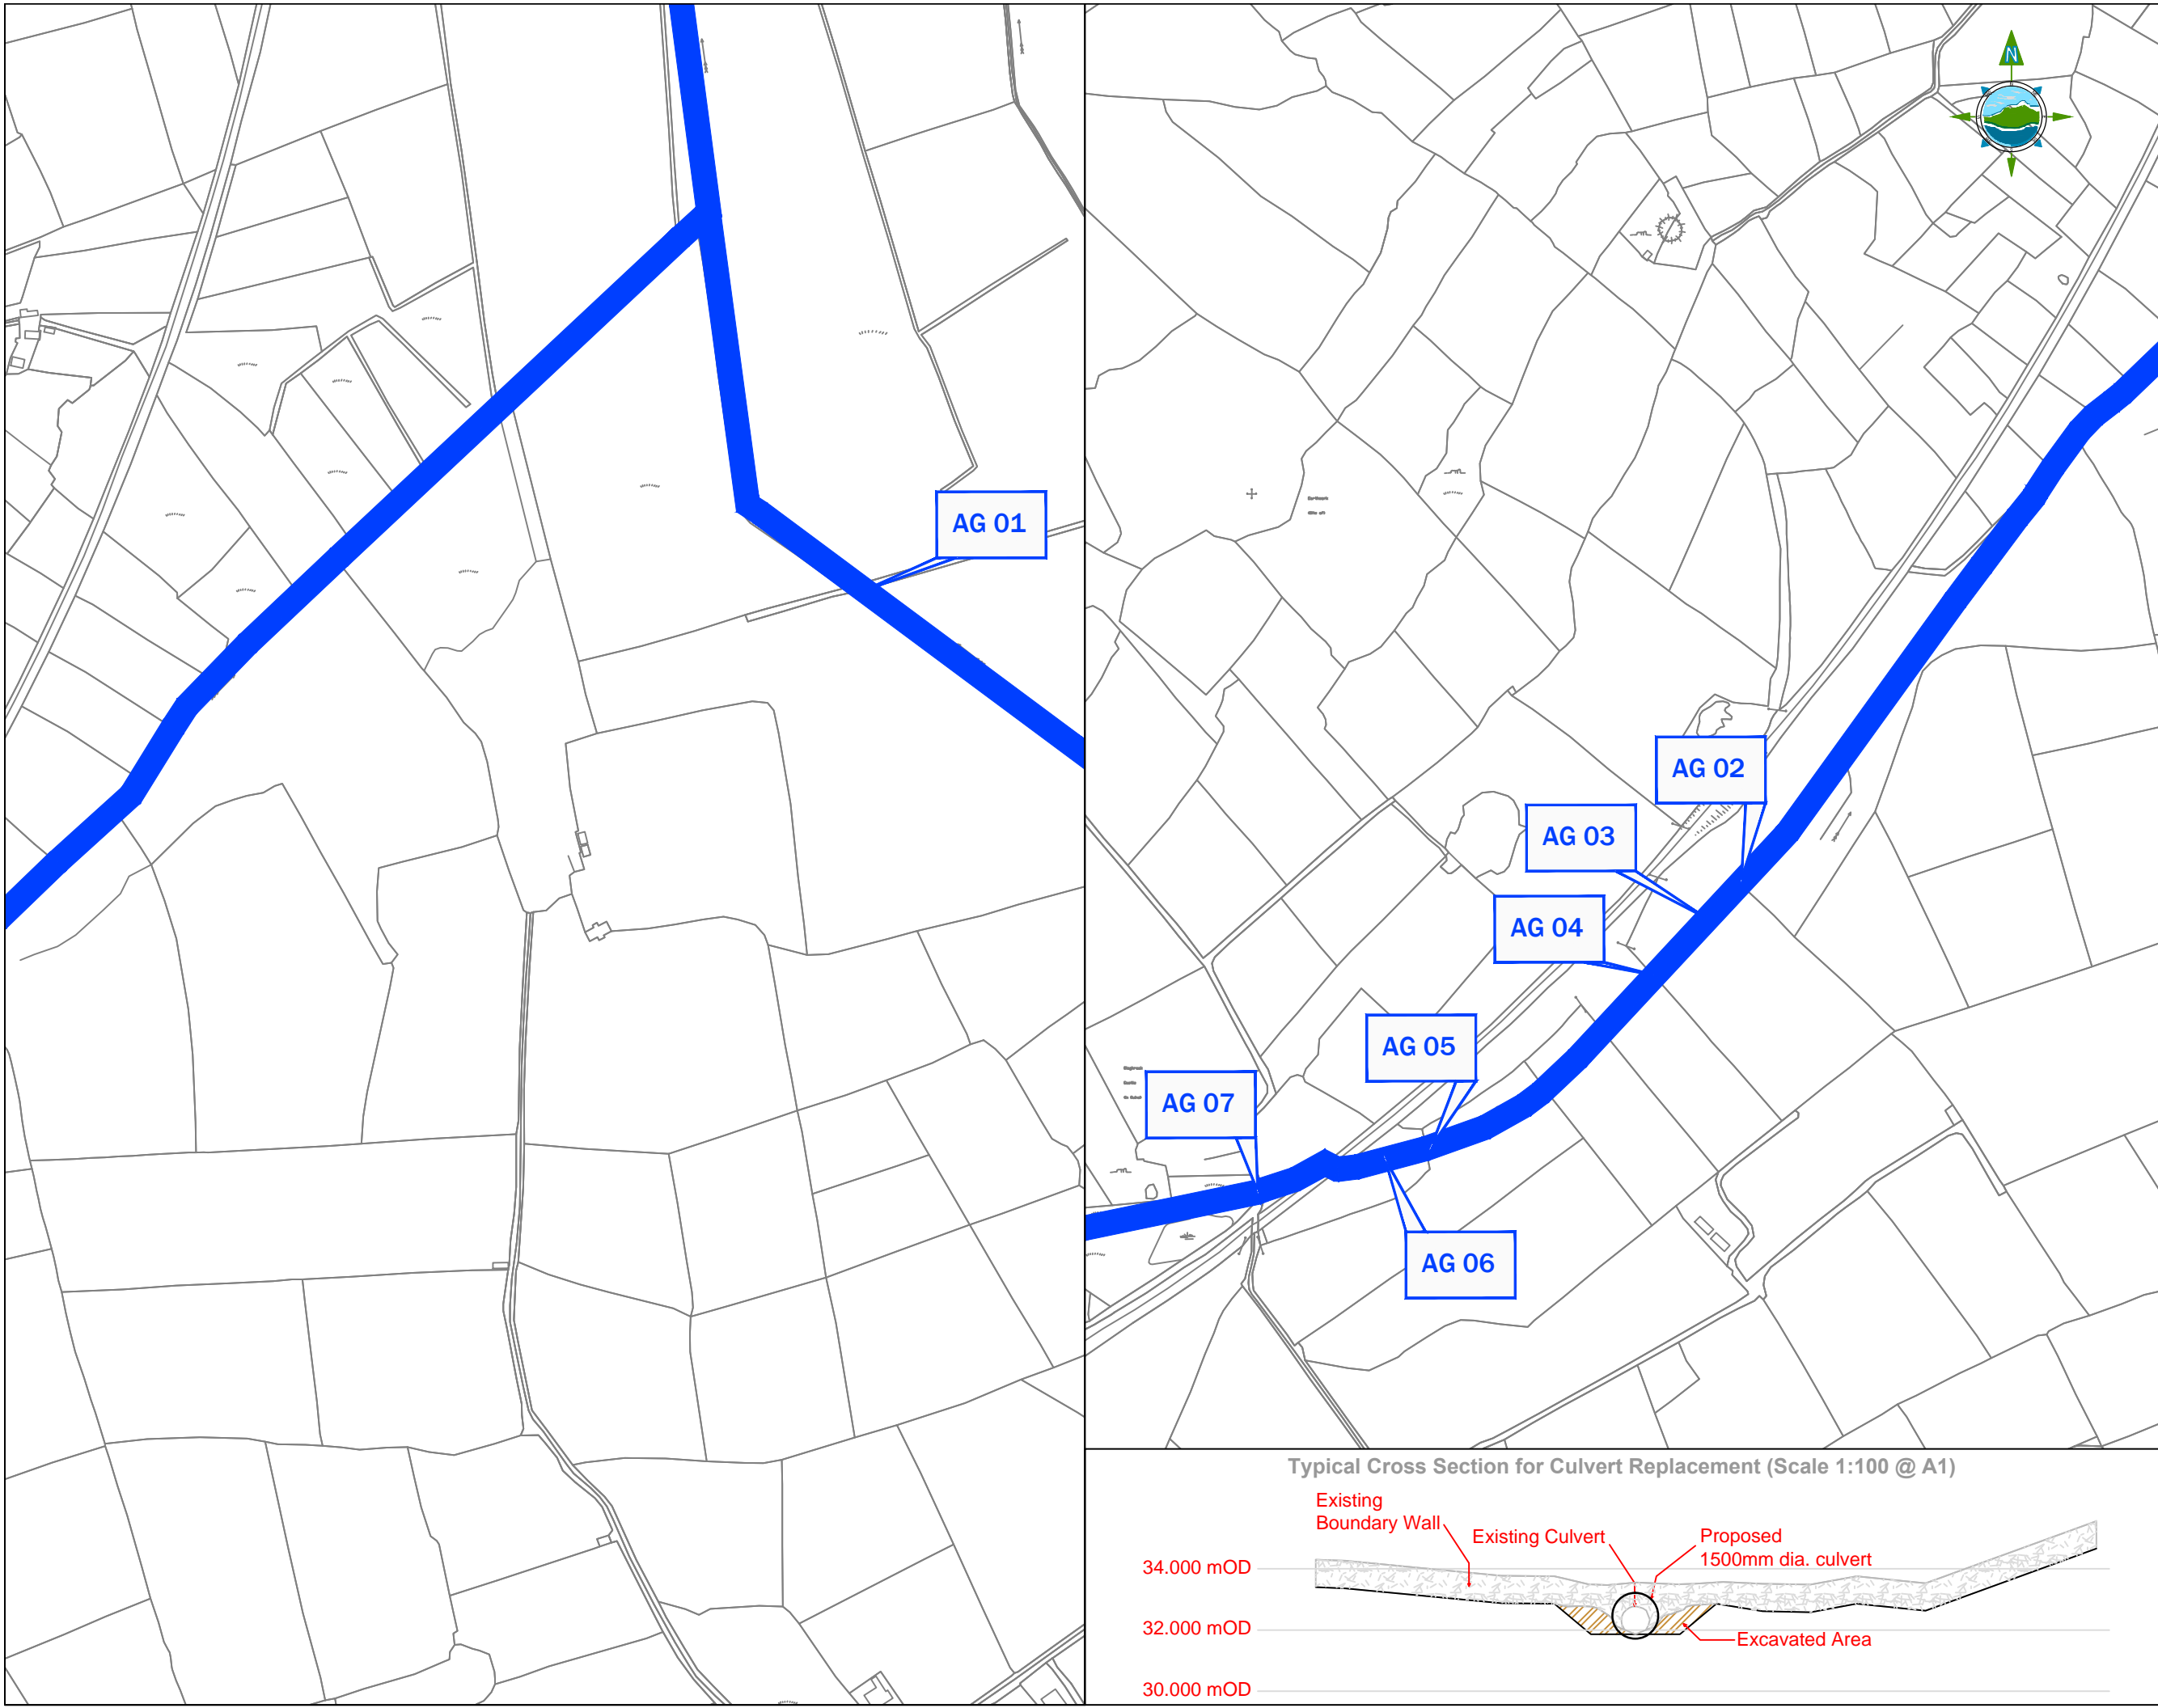 N
AG 01
AG 02
AG 03
AG 04
AG 05
AG 07
AG 06
Typical Cross Section for Culvert Replacement (Scale 1:100 @ A1)
Existing
Boundary Wall
Existing Culvert
Proposed
1500mm dia. culvert
34.000 mOD
32.000 mOD
Excavated Area
30.000 mOD